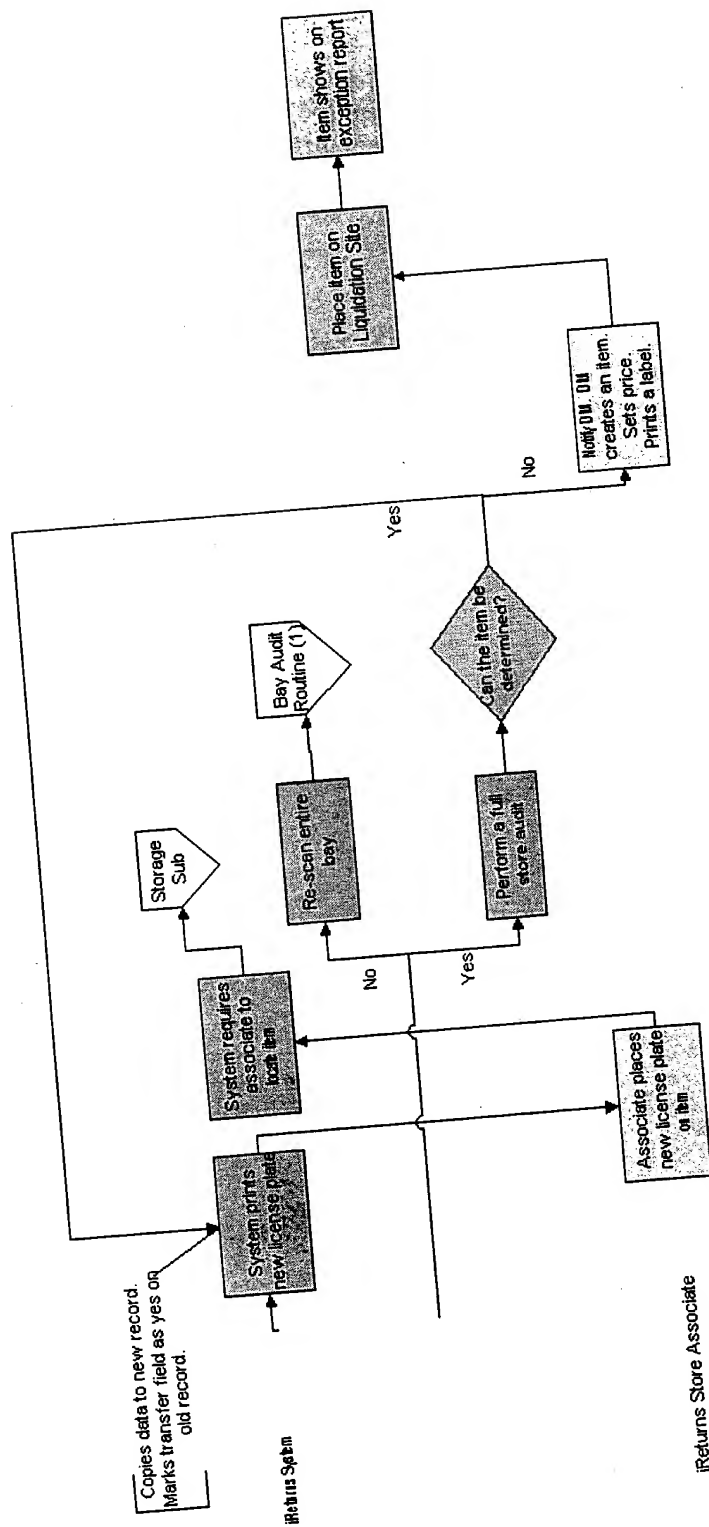 Copies data to new record.
Marks transfer field as yes on
old record.
iReturns System
System prints
new license plate
System requires
associate to
locate item
Storage
Sub
No
Yes
Re-scan entire
bay
Bay Audit
Routine (1)
Perform a full
store audit
Can the item be
determined?
Yes
No
Notify DM. DM
creates an item.
Sets price.
Prints a label.
Place item on
Liquidation Site
Item shows on
exception report
Associate places
new license plate
on item
iReturns Store Associate